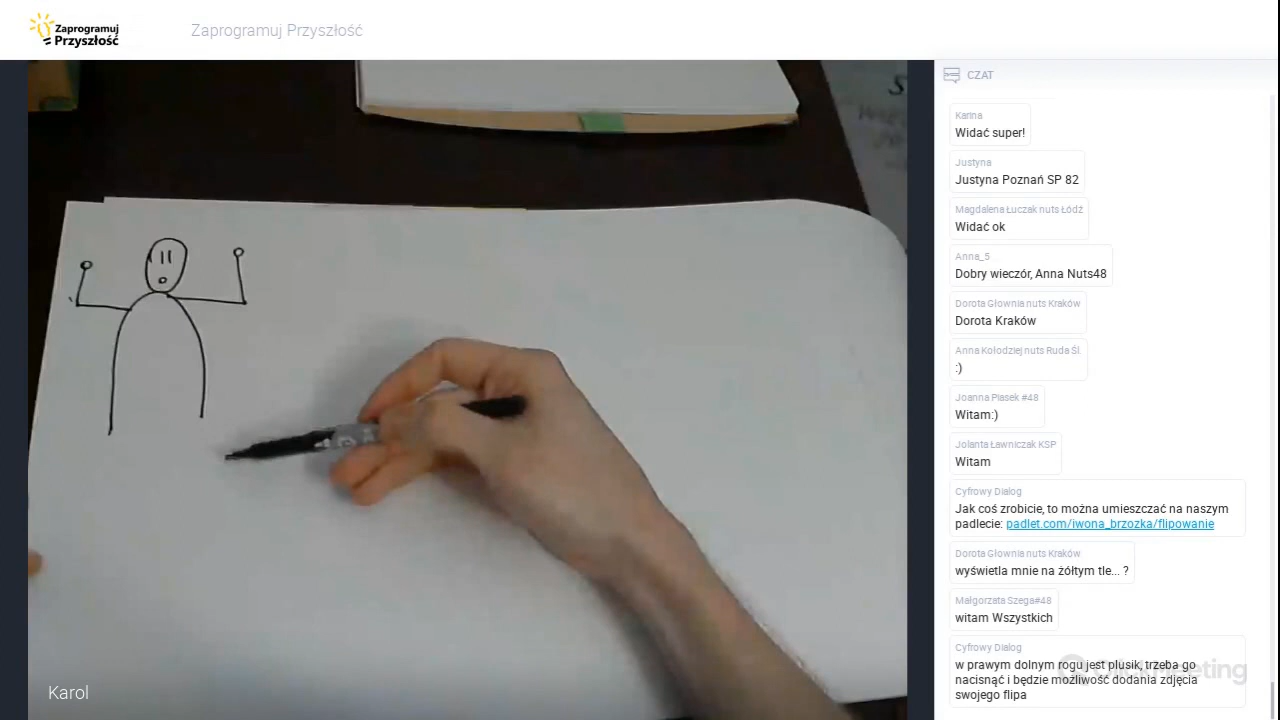 Zaprogramuj
Przyszłość
Zaprogramuj Przyszłość
CZAT
Karina
Widać super!
Justyna
Justyna Poznań SP 82
Magdalena Łuczak nuts Łódź
Widać ok
Anna_5
Dobry wieczór, Anna Nuts48
Dorota Głownia nuts Kraków
Dorota Kraków
Anna Kołodziej nuts Ruda Śl.
:)
Joanna Piasek #48
Witam:)
Jolanta Ławniczak KSP
Witam
Cyfrowy Dialog
Jak coś zrobicie, to można umieszczać na naszym
padlecie: padlet.com/iwona_brzozka/flipowanie
Dorota Głownia nuts Kraków
wyświetla mnie na żółtym tle... ?
Małgorzata Szega#48
witam Wszystkich
Cyfrowy Dialog
w prawym dolnym rogu jest plusik, trzeba go
nacisnąć i będzie możliwość dodania zdjęcia
swojego flipa
Karol